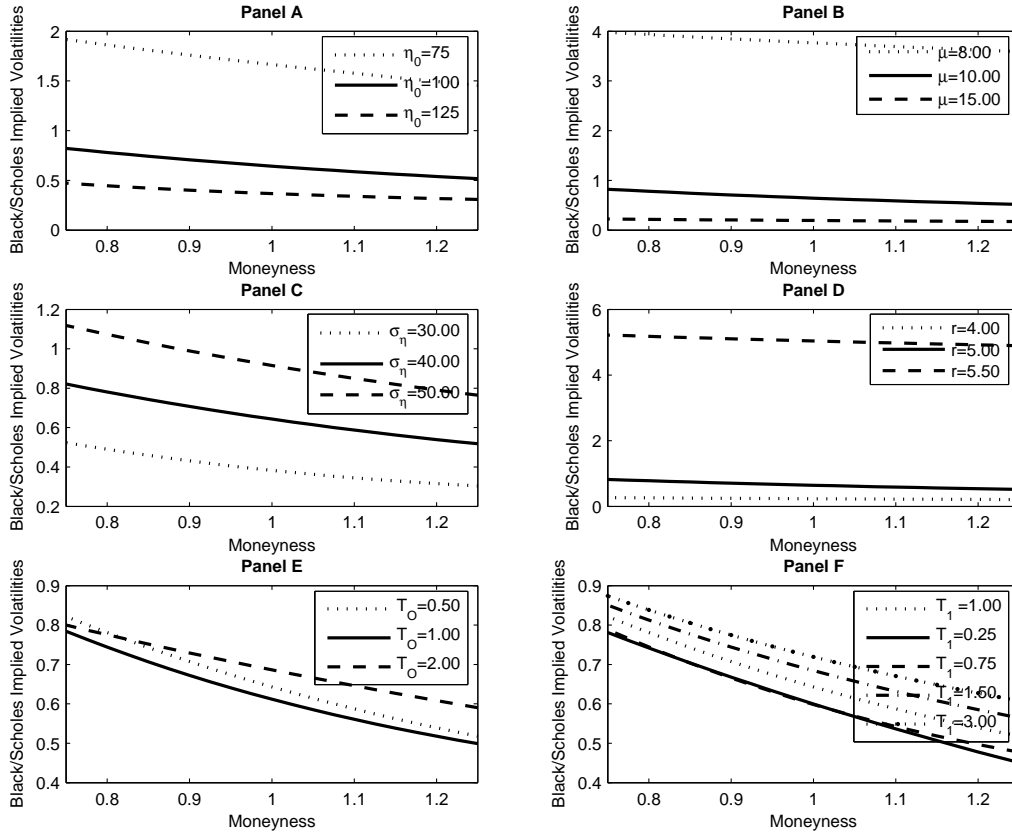 Panel A
Black/Scholes Implied Volatilities
2
1.5
1
0.5
0
η0=75
η0=100
η0=125
0.8 0.9 1 1.1 1.2
Moneyness
Panel B
Black/Scholes Implied Volatilities
4
3
2
1
0
μ=8.00
μ=10.00
μ=15.00
0.8 0.9 1 1.1 1.2
Moneyness
Panel C
Black/Scholes Implied Volatilities
1.2
1
0.8
0.6
0.4
0.2
ση=30.00
ση=40.00
ση=50.00
0.8 0.9 1 1.1 1.2
Moneyness
Panel D
Black/Scholes Implied Volatilities
6
4
2
0
r=4.00
r=5.00
r=5.50
0.8 0.9 1 1.1 1.2
Moneyness
Panel E
Black/Scholes Implied Volatilities
0.9
0.8
0.7
0.6
0.5
0.4
TO=0.50
TO=1.00
TO=2.00
0.8 0.9 1 1.1 1.2
Moneyness
Panel F
Black/Scholes Implied Volatilities
0.9
0.8
0.7
0.6
0.5
0.4
T1=1.00
T1=0.25
T1=0.75
T1=1.50
T1=3.00
0.8 0.9 1 1.1 1.2
Moneyness